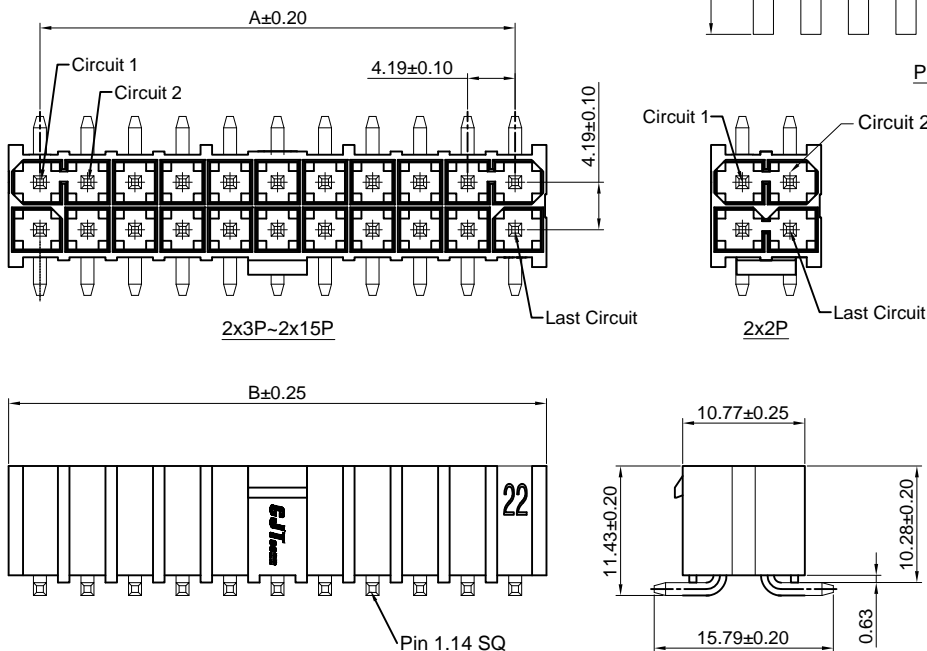 A±0.20
Circuit 1
Circuit 2
4.19±0.10
4.19±0.10
Last Circuit
2x3P~2x15P
P
Circuit 1
Circuit 2
Last Circuit
2x2P
B±0.25
22
CJT
Pin 1.14 SQ
10.77±0.25
11.43±0.20
10.28±0.20
0.63
15.79±0.20